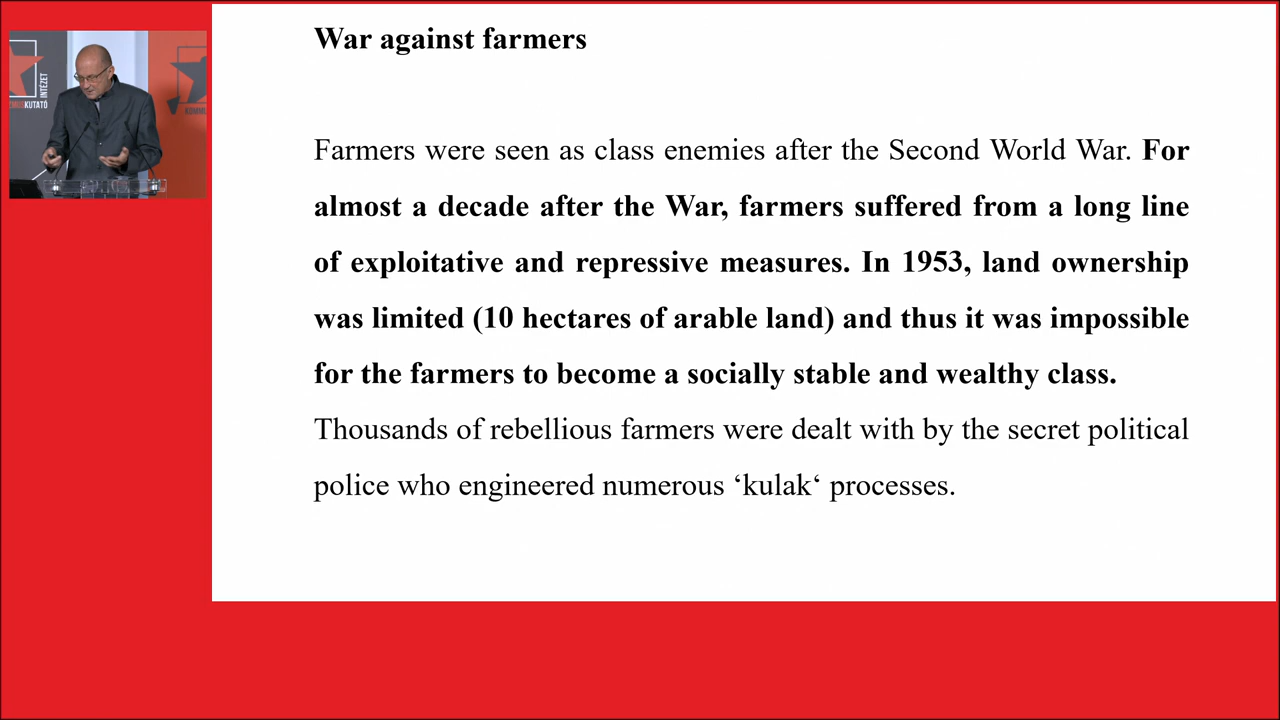 War against farmers
Farmers were seen as class enemies after the Second World War. For
almost a decade after the War, farmers suffered from a long line
of exploitative and repressive measures. In 1953, land ownership
was limited (10 hectares of arable land) and thus it was impossible
for the farmers to become a socially stable and wealthy class.
Thousands of rebellious farmers were dealt with by the secret political
police who engineered numerous ‘kulak‘ processes.
INTÉZET
KUTATÓ